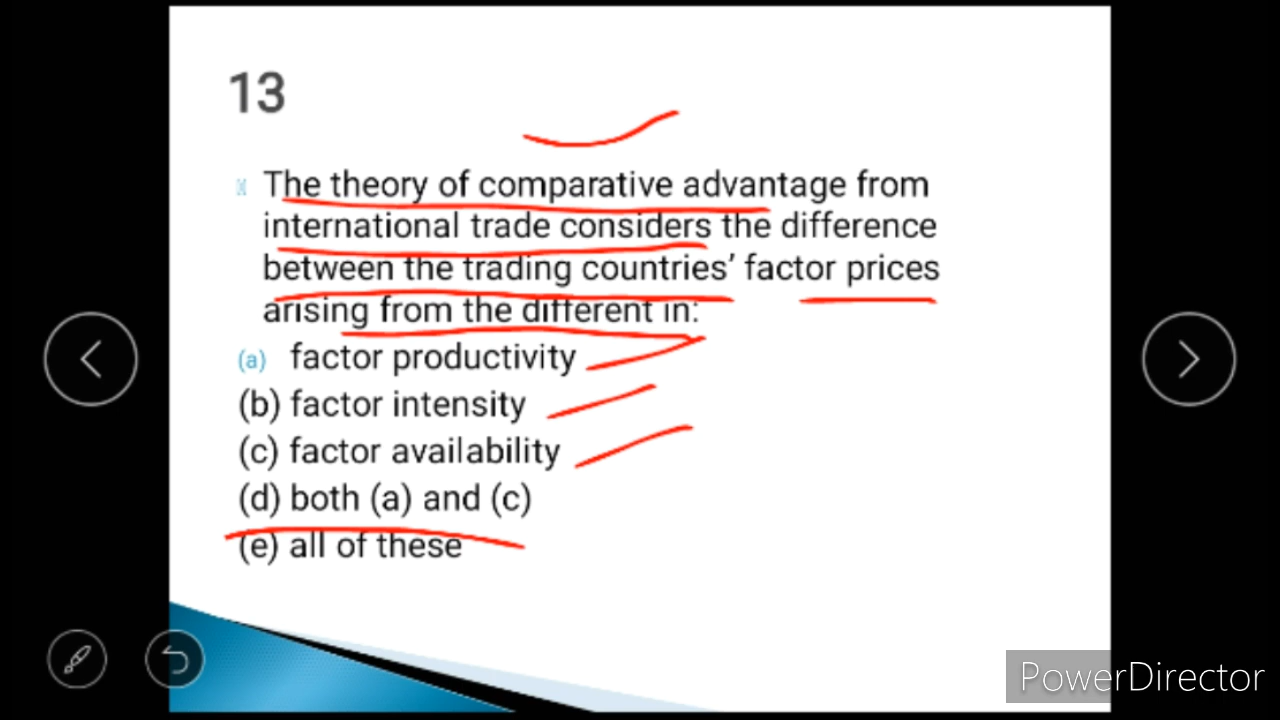 13
The theory of comparative advantage from
international trade considers the difference
between the trading countries’ factor prices
arising from the different in:
(a) factor productivity
(b) factor intensity
(c) factor availability
(d) both (a) and (c)
(e) all of these
PowerDirector